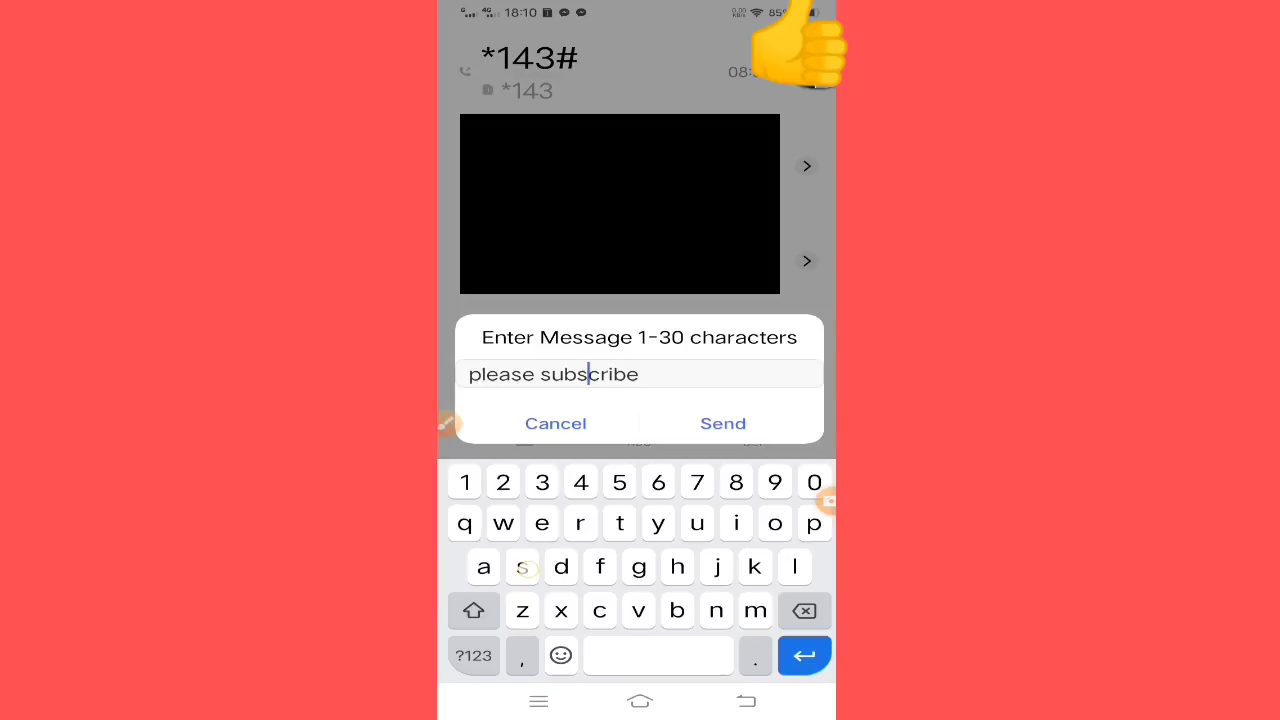 18:10
85%
*143#
08:
*143
Enter Message 1-30 characters
please subscribe
Cancel
Send
1 2 3 4 5 6 7 8 9 0
q w e r t y u i o p
a s d f g h j k l
z x c v b n m
?123 , .